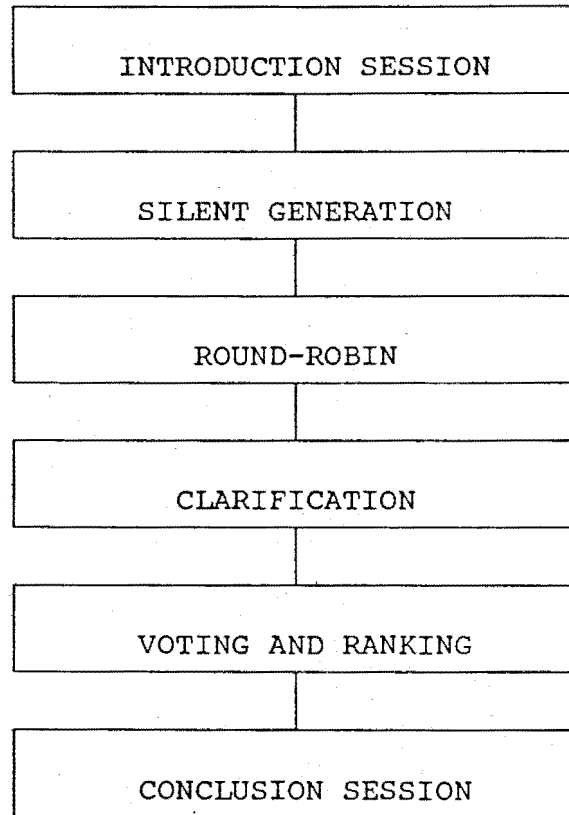 INTRODUCTION SESSION
SILENT GENERATION
ROUND-ROBIN
CLARIFICATION
VOTING AND RANKING
CONCLUSION SESSION